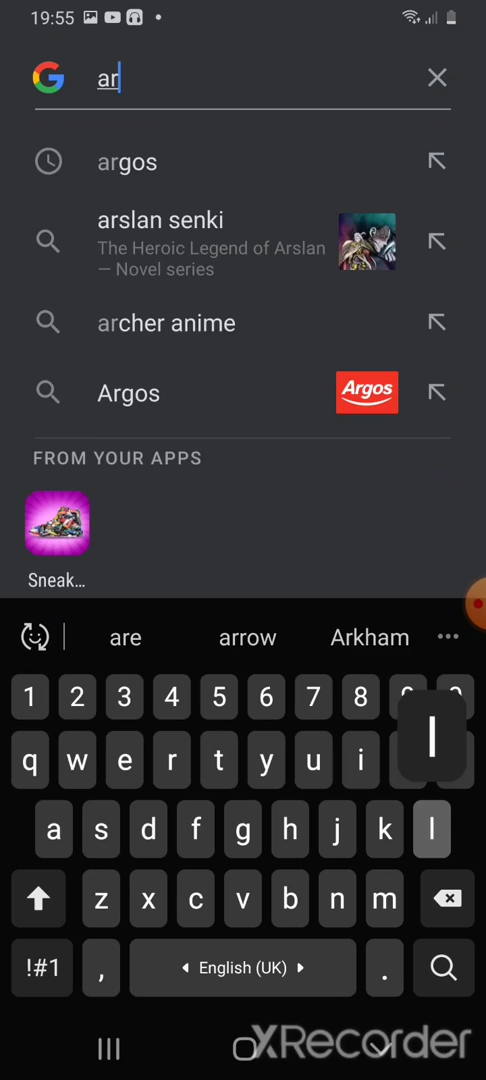 19:55
ar
argos
arslan senki
The Heroic Legend of Arslan
— Novel series
archer anime
Argos
Argos
FROM YOUR APPS
Sneak...
are arrow Arkham
1 2 3 4 5 6 7 8
q w e r t y u i
l
a s d f g h j k l
z x c v b n m
!#1 , English (UK) .
XRecorder